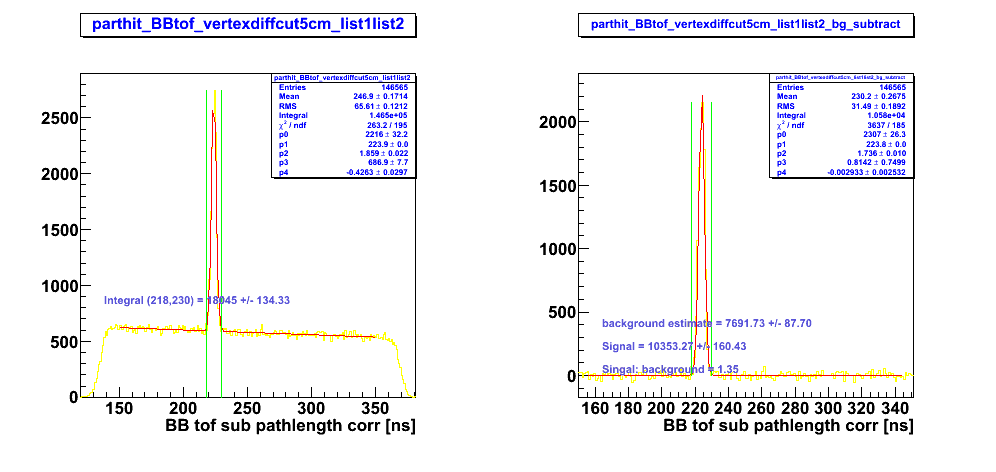 parthit_BBtof_vertexdiffcut5cm_list1list2
parthit_BBtof_vertexdiffcut5cm_list1list2
Entries 146565
Mean 246.9 ± 0.1714
RMS 65.61 ± 0.1212
Integral 1.465e+05
χ² / ndf 263.2 / 195
p0 2216 ± 32.2
p1 223.9 ± 0.0
p2 1.859 ± 0.022
p3 686.9 ± 7.7
p4 -0.4263 ± 0.0297
2500
2000
1500
1000
500
0
Integral (218,230) = 18045 +/- 134.33
150 200 250 300 350
BB tof sub pathlength corr [ns]
parthit_BBtof_vertexdiffcut5cm_list1list2_bg_subtract
parthit_BBtof_vertexdiffcut5cm_list1list2_bg_subtract
Entries 146565
Mean 230.2 ± 0.2675
RMS 31.49 ± 0.1892
Integral 1.058e+04
χ² / ndf 3637 / 185
p0 2307 ± 26.3
p1 223.8 ± 0.0
p2 1.736 ± 0.010
p3 0.8142 ± 0.7499
p4 -0.002933 ± 0.002532
2000
1500
1000
500
0
background estimate = 7691.73 +/- 87.70
Signal = 10353.27 +/- 160.43
Singal: background = 1.35
160 180 200 220 240 260 280 300 320 340
BB tof sub pathlength corr [ns]